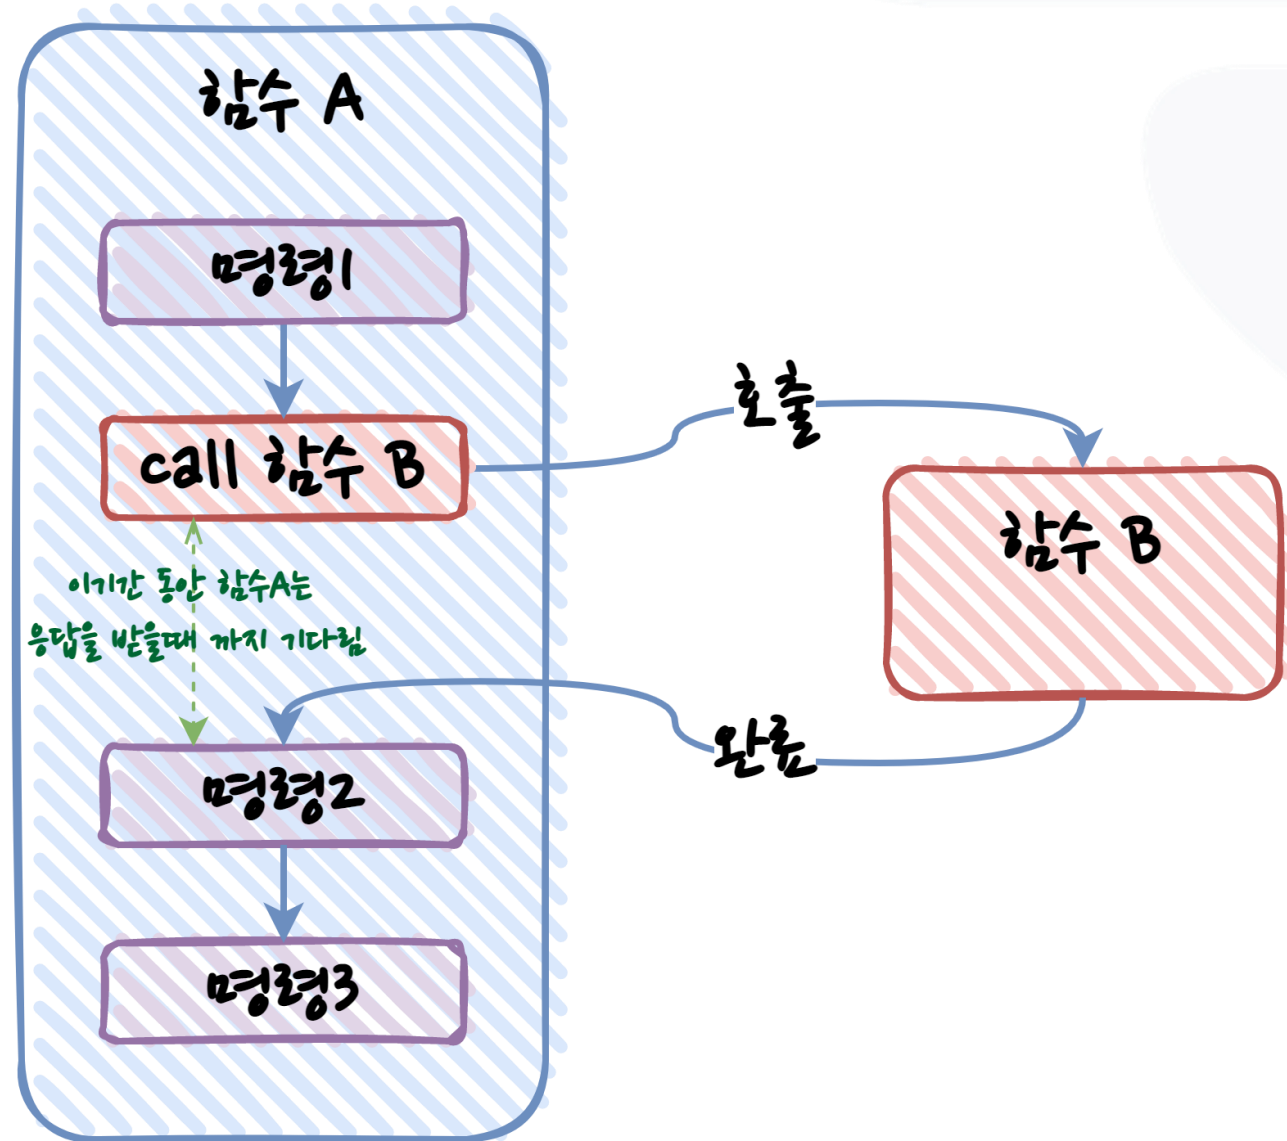 함수 A
명령1
call 함수 B
호출
함수 B
이기간 동안 함수A는
응답을 받을때 까지 기다림
완료
명령2
명령3